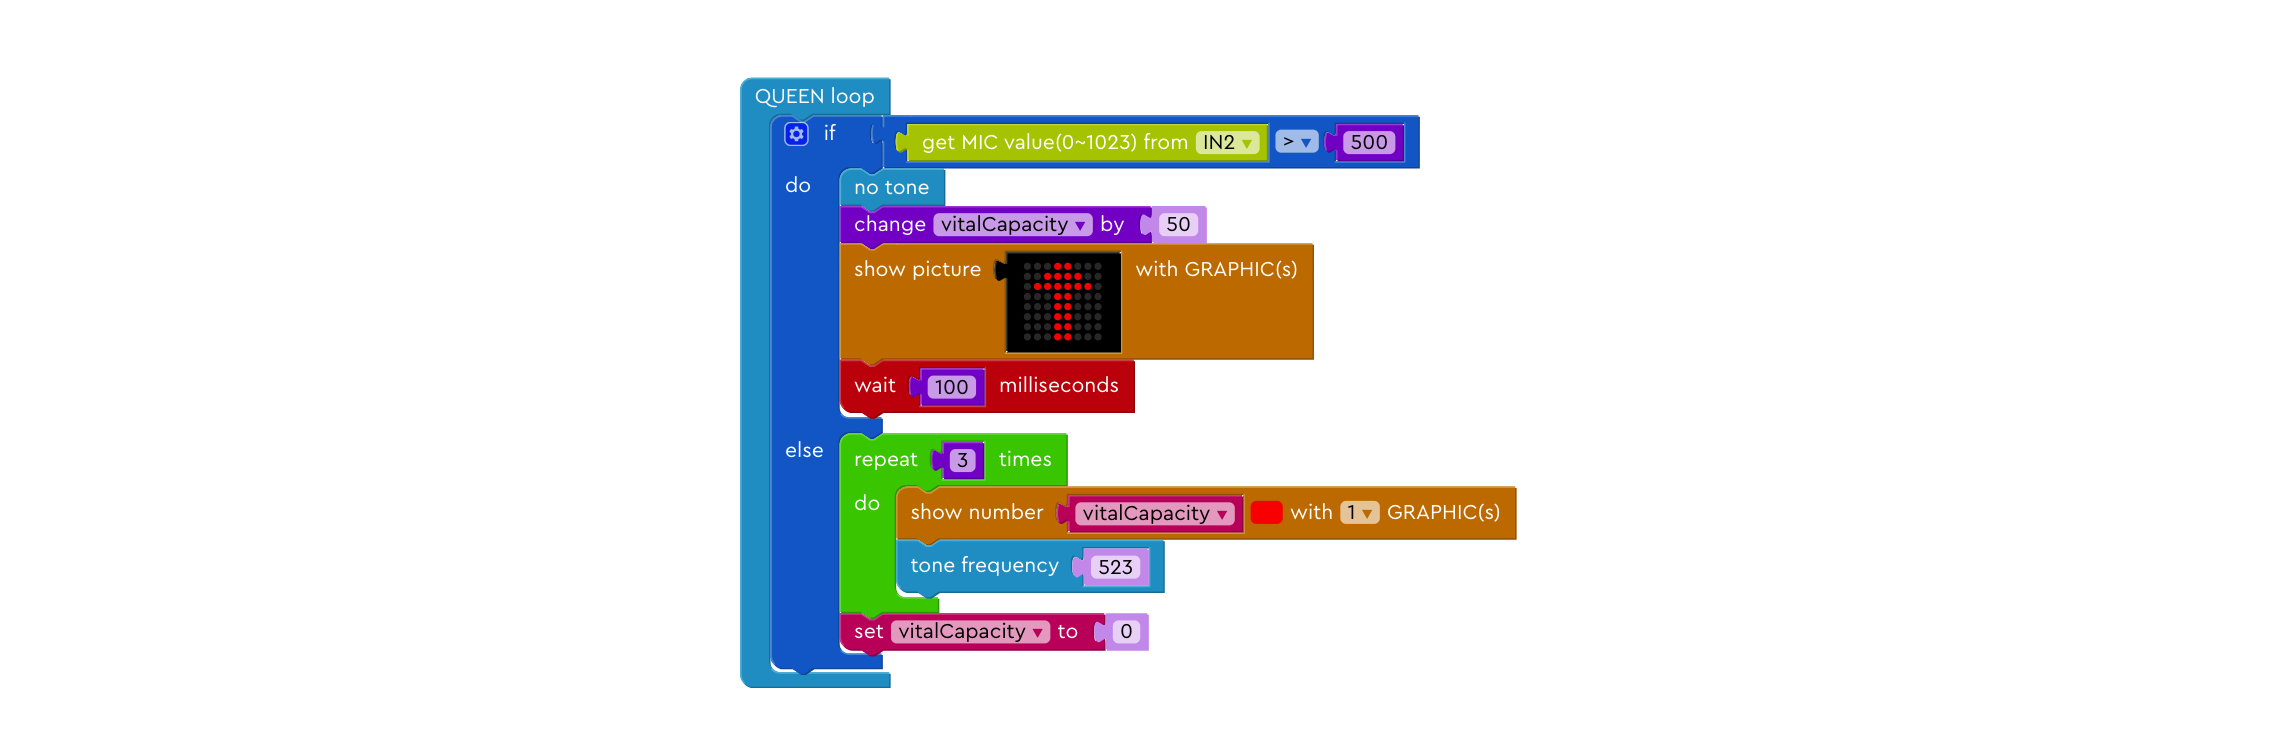 QUEEN loop
if get MIC value(0~1023) from IN2 > 500
do no tone
change vitalCapacity by 50
show picture with GRAPHIC(s)
wait 100 milliseconds
else repeat 3 times
do show number vitalCapacity with 1 GRAPHIC(s)
tone frequency 523
set vitalCapacity to 0